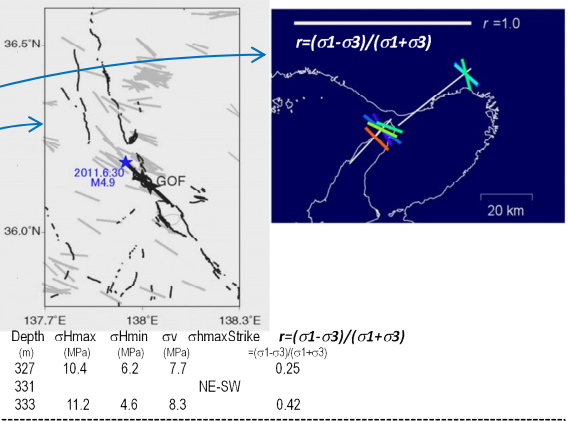 36.5°N
36.0°N
2011.6.30
M4.9
GOF
137.7°E
138°E
138.3°E
r =1.0
r=(σ1-σ3)/(σ1+σ3)
20 km
Depth σHmax σHmin σv σhmaxStrike r=(σ1-σ3)/(σ1+σ3)
(m) (MPa) (MPa) (MPa) =(σ1-σ3)/(σ1+σ3)
327 10.4 6.2 7.7 0.25
331 NE-SW
333 11.2 4.6 8.3 0.42